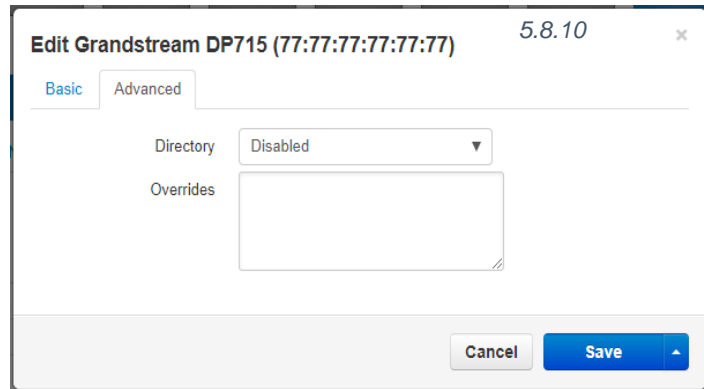 Edit Grandstream DP715 (77:77:77:77:77:77) 5.8.10 ×
Basic Advanced
Directory Disabled ▼
Overrides
Cancel Save